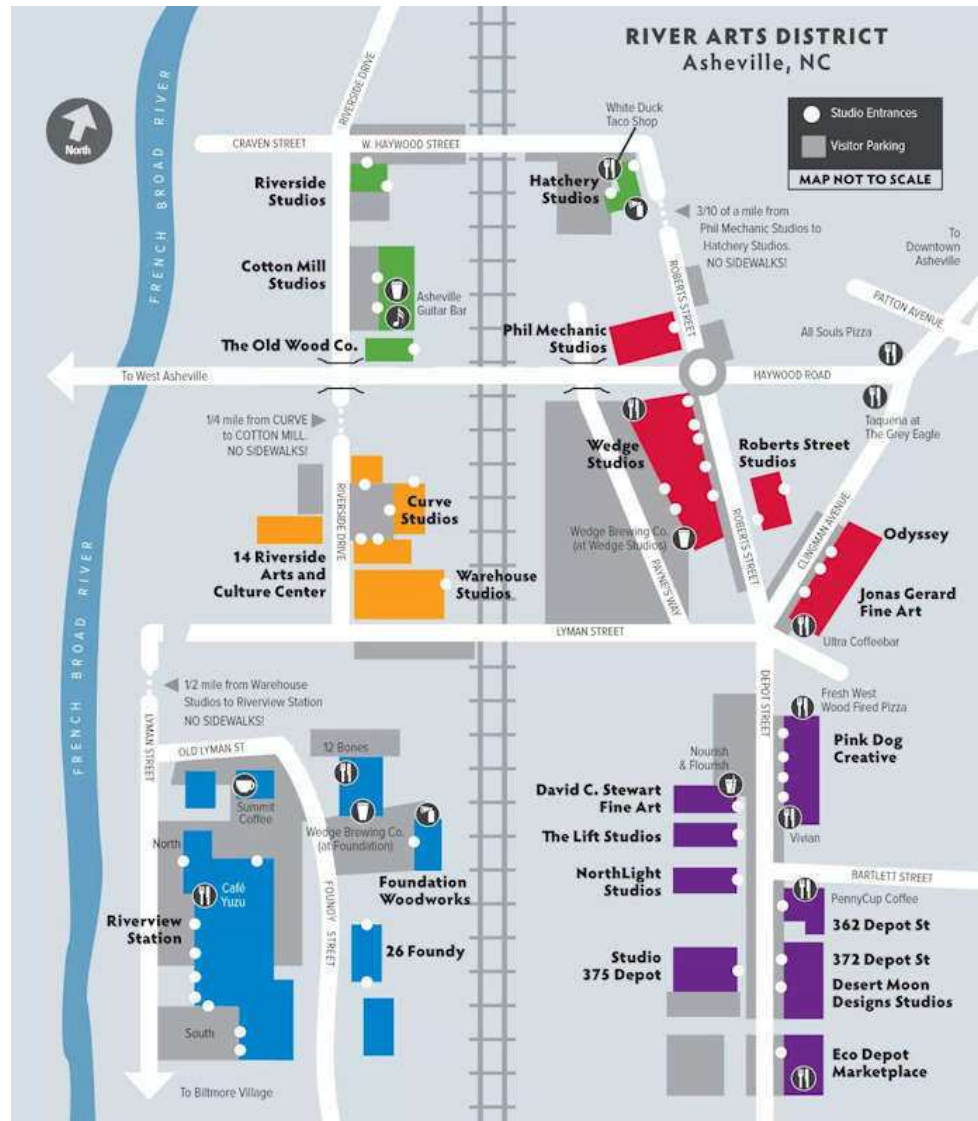 RIVER ARTS DISTRICT
Asheville, NC
Studio Entrances
Visitor Parking
MAP NOT TO SCALE
North
FRENCH BROAD RIVER
RIVERSIDE DRIVE
CRAVEN STREET
W. HAYWOOD STREET
White Duck
Taco Shop
Riverside
Studios
Hatchery
Studios
3/10 of a mile from
Phil Mechanic Studios to
Hatchery Studios.
NO SIDEWALKS!
To
Downtown
Asheville
Cotton Mill
Studios
Asheville
Guitar Bar
ROBERTS STREET
PATTON AVENUE
The Old Wood Co.
Phil Mechanic
Studios
All Souls Pizza
To West Asheville
HAYWOOD ROAD
1/4 mile from CURVE
to COTTON MILL.
NO SIDEWALKS!
Taqueria at
The Grey Eagle
Wedge
Studios
Roberts Street
Studios
RIVERSIDE DRIVE
Curve
Studios
Wedge Brewing Co.
(at Wedge Studios)
ROBERTS STREET
CLINGMAN AVENUE
Odyssey
14 Riverside
Arts and
Culture Center
Warehouse
Studios
PAYNE'S WAY
Jonas Gerard
Fine Art
FRENCH BROAD RIVER
LYMAN STREET
Ultra Coffeebar
1/2 mile from Warehouse
Studios to Riverview Station
NO SIDEWALKS!
DEPOT STREET
Fresh West
Wood Fired Pizza
LYMAN STREET
OLD LYMAN ST.
12 Bones
Nourish
& Flourish
Pink Dog
Creative
Summit
Coffee
David C. Stewart
Fine Art
Wedge Brewing Co.
(at Foundation)
The Lift Studios
Vivian
North
Café
Yuzu
Foundation
Woodworks
NorthLight
Studios
BARTLETT STREET
PennyCup Coffee
Riverview
Station
FOUNDY STREET
26 Foundy
362 Depot St
Studio
375 Depot
372 Depot St
Desert Moon
Designs Studios
South
Eco Depot
Marketplace
To Biltmore Village